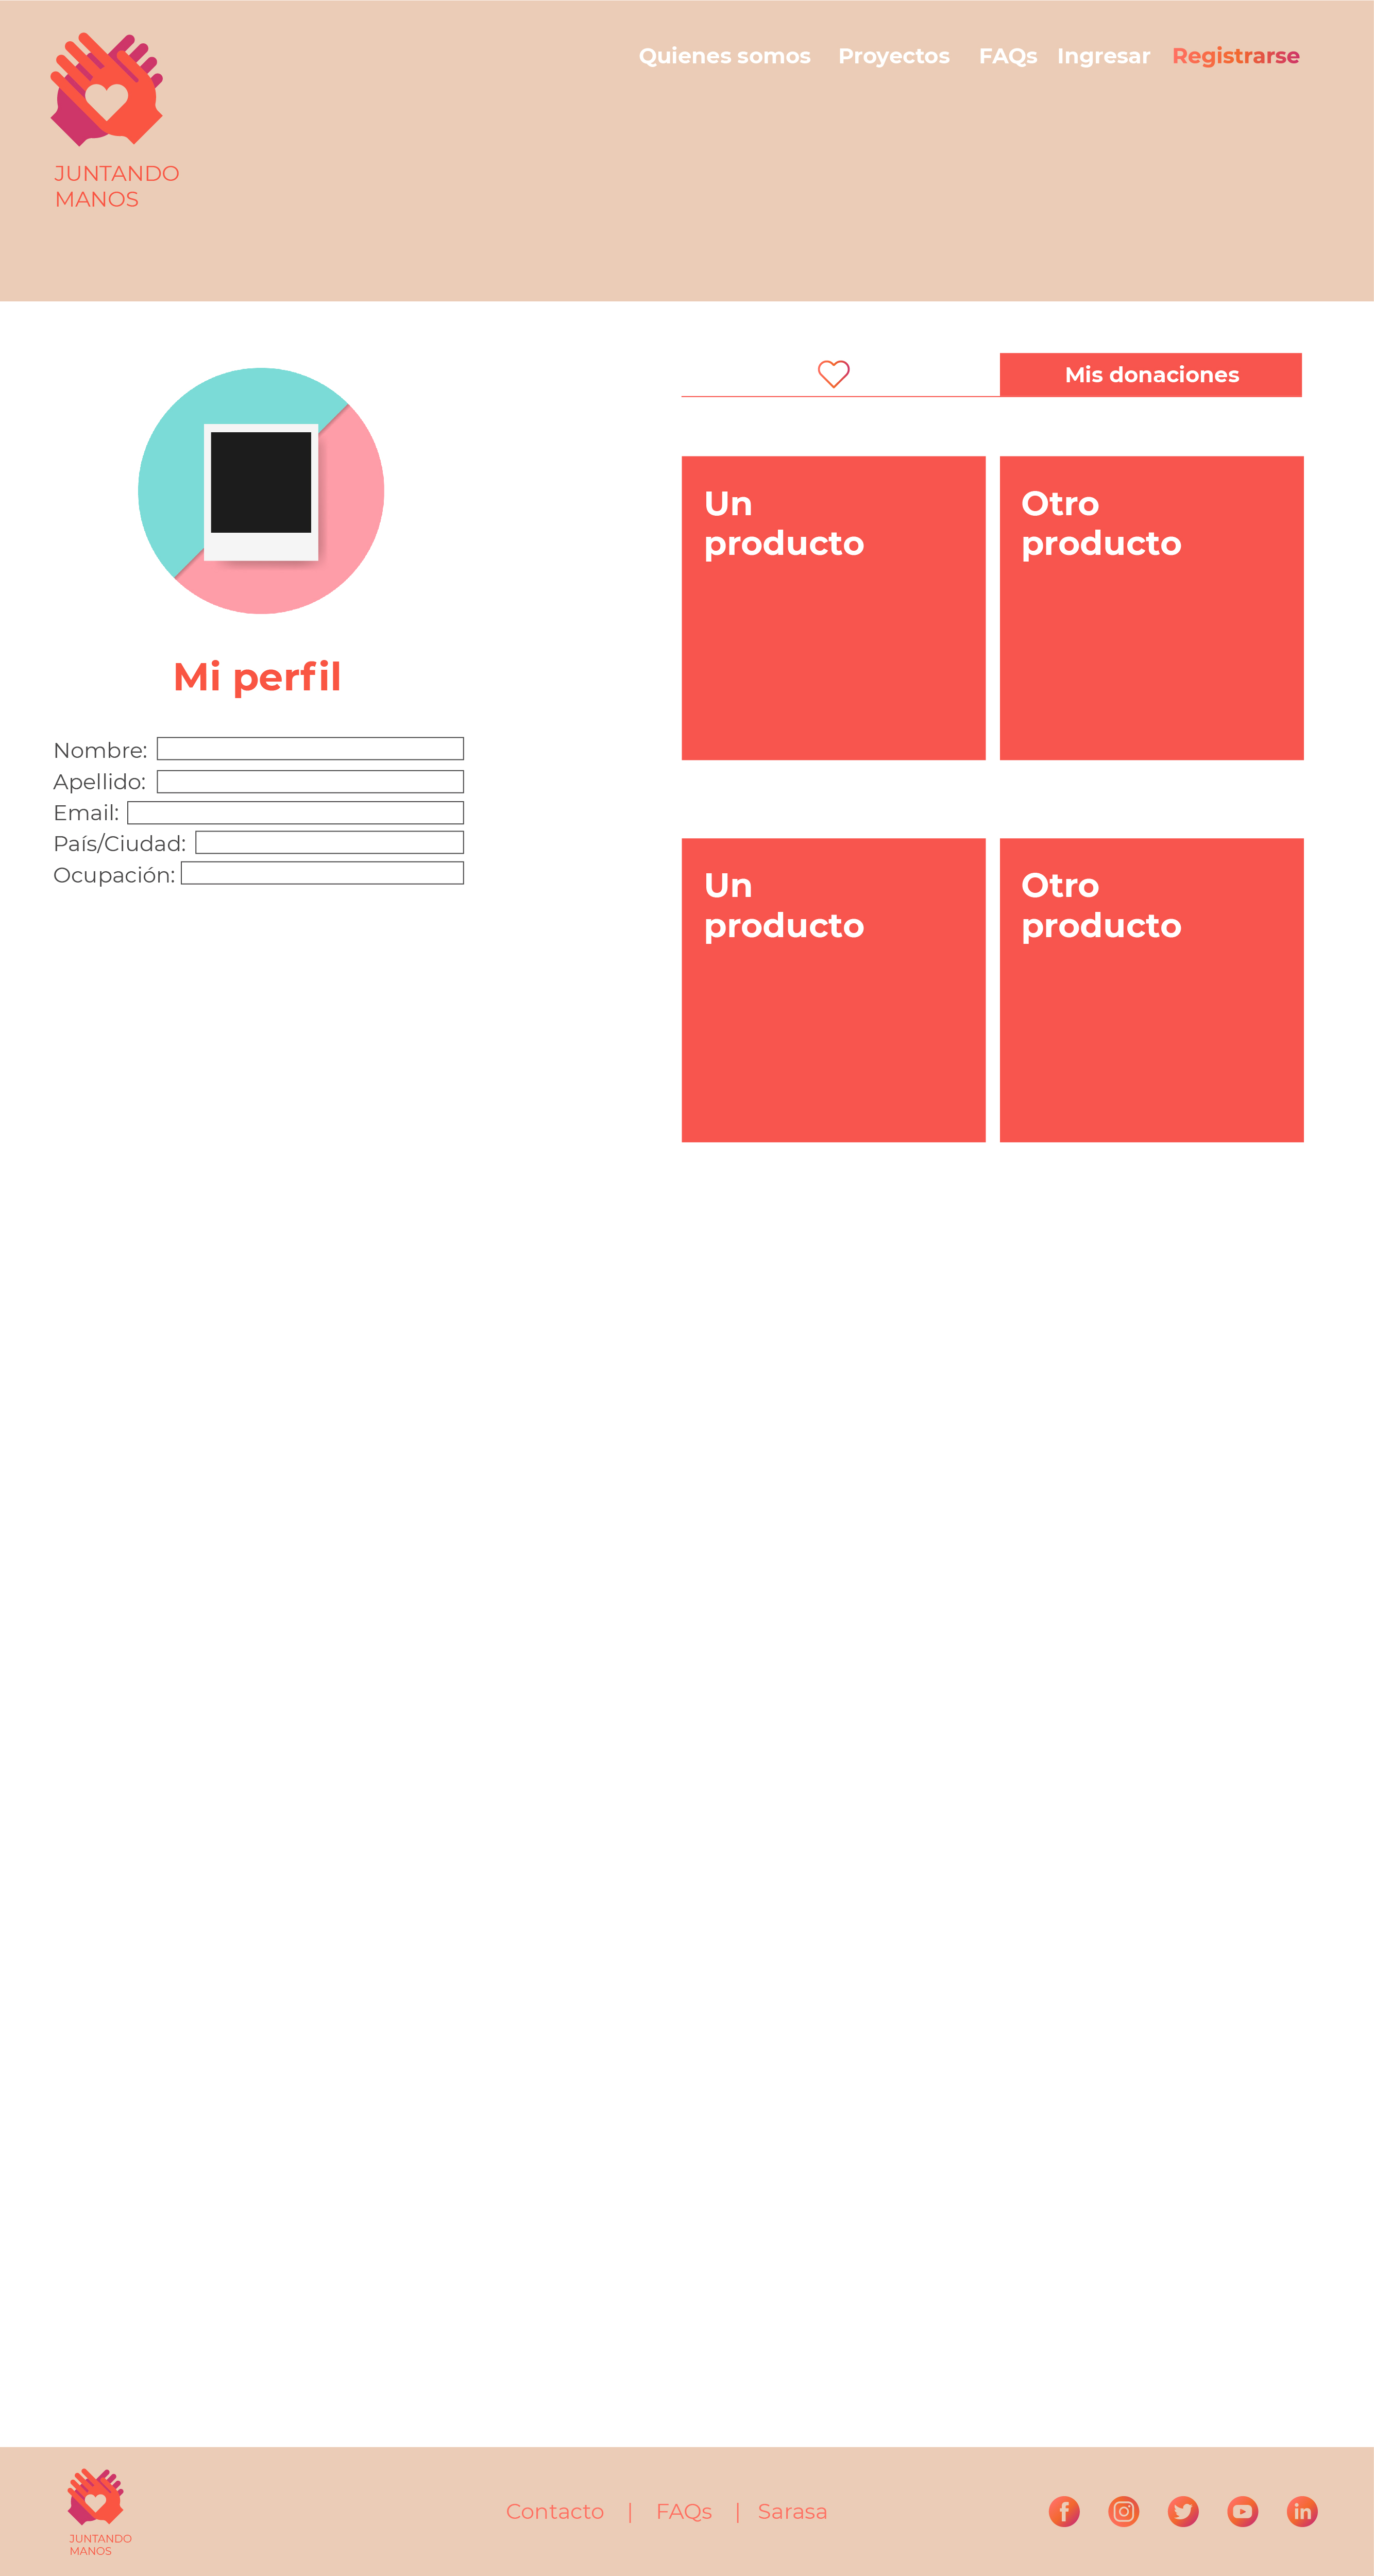 JUNTANDO
MANOS
Quienes somos Proyectos FAQs Ingresar Registrarse
Mis donaciones
Mi perfil
Nombre:
Apellido:
Email:
País/Ciudad:
Ocupación:
Un
producto
Otro
producto
Un
producto
Otro
producto
JUNTANDO
MANOS
Contacto | FAQs | Sarasa